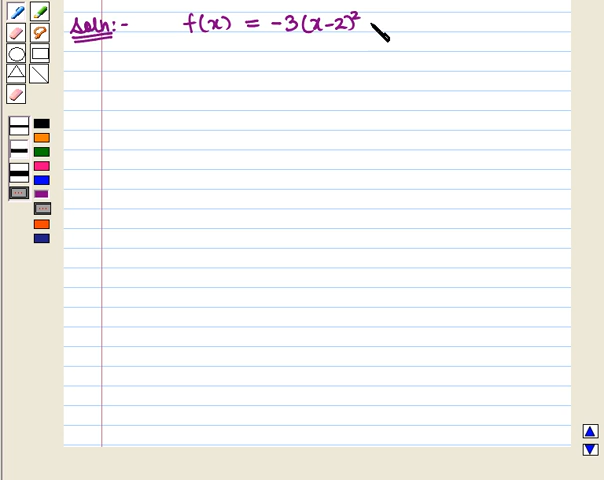 Soln:- f(x) = -3(x-2)²